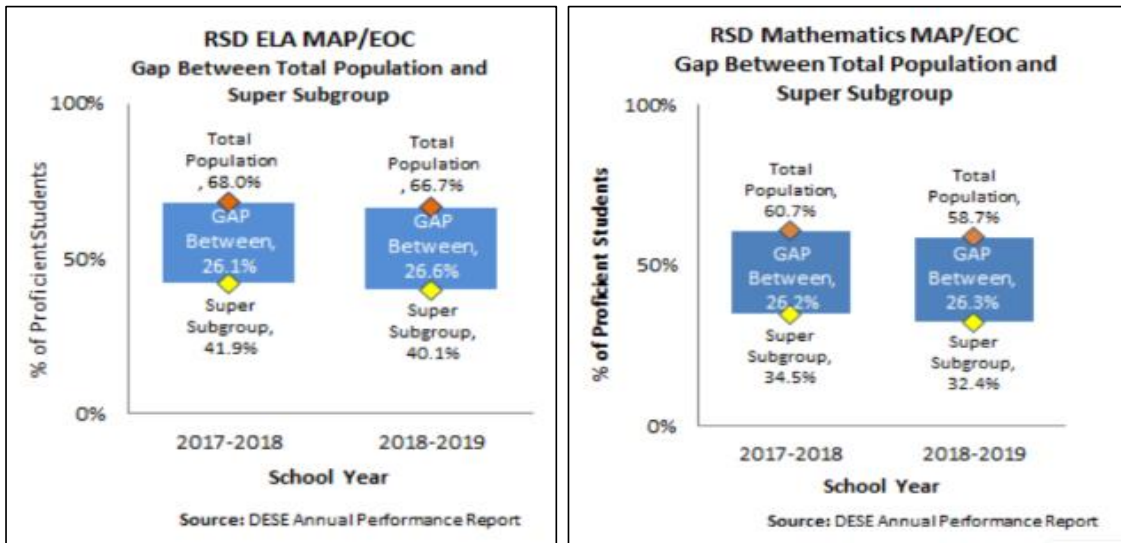 RSD ELA MAP/EOC
Gap Between Total Population and
Super Subgroup
100%
50%
0%
% of Proficient Students
Total
Population
, 68.0%
GAP
Between,
26.1%
Super
Subgroup,
41.9%
Total
Population
, 66.7%
GAP
Between,
26.6%
Super
Subgroup,
40.1%
2017-2018
2018-2019
School Year
Source: DESE Annual Performance Report
RSD Mathematics MAP/EOC
Gap Between Total Population and
Super Subgroup
100%
50%
0%
% of Proficient Students
Total
Population,
60.7%
GAP
Between,
26.2%
Super
Subgroup,
34.5%
Total
Population,
58.7%
GAP
Between,
26.3%
Super
Subgroup,
32.4%
2017-2018
2018-2019
School Year
Source: DESE Annual Performance Report